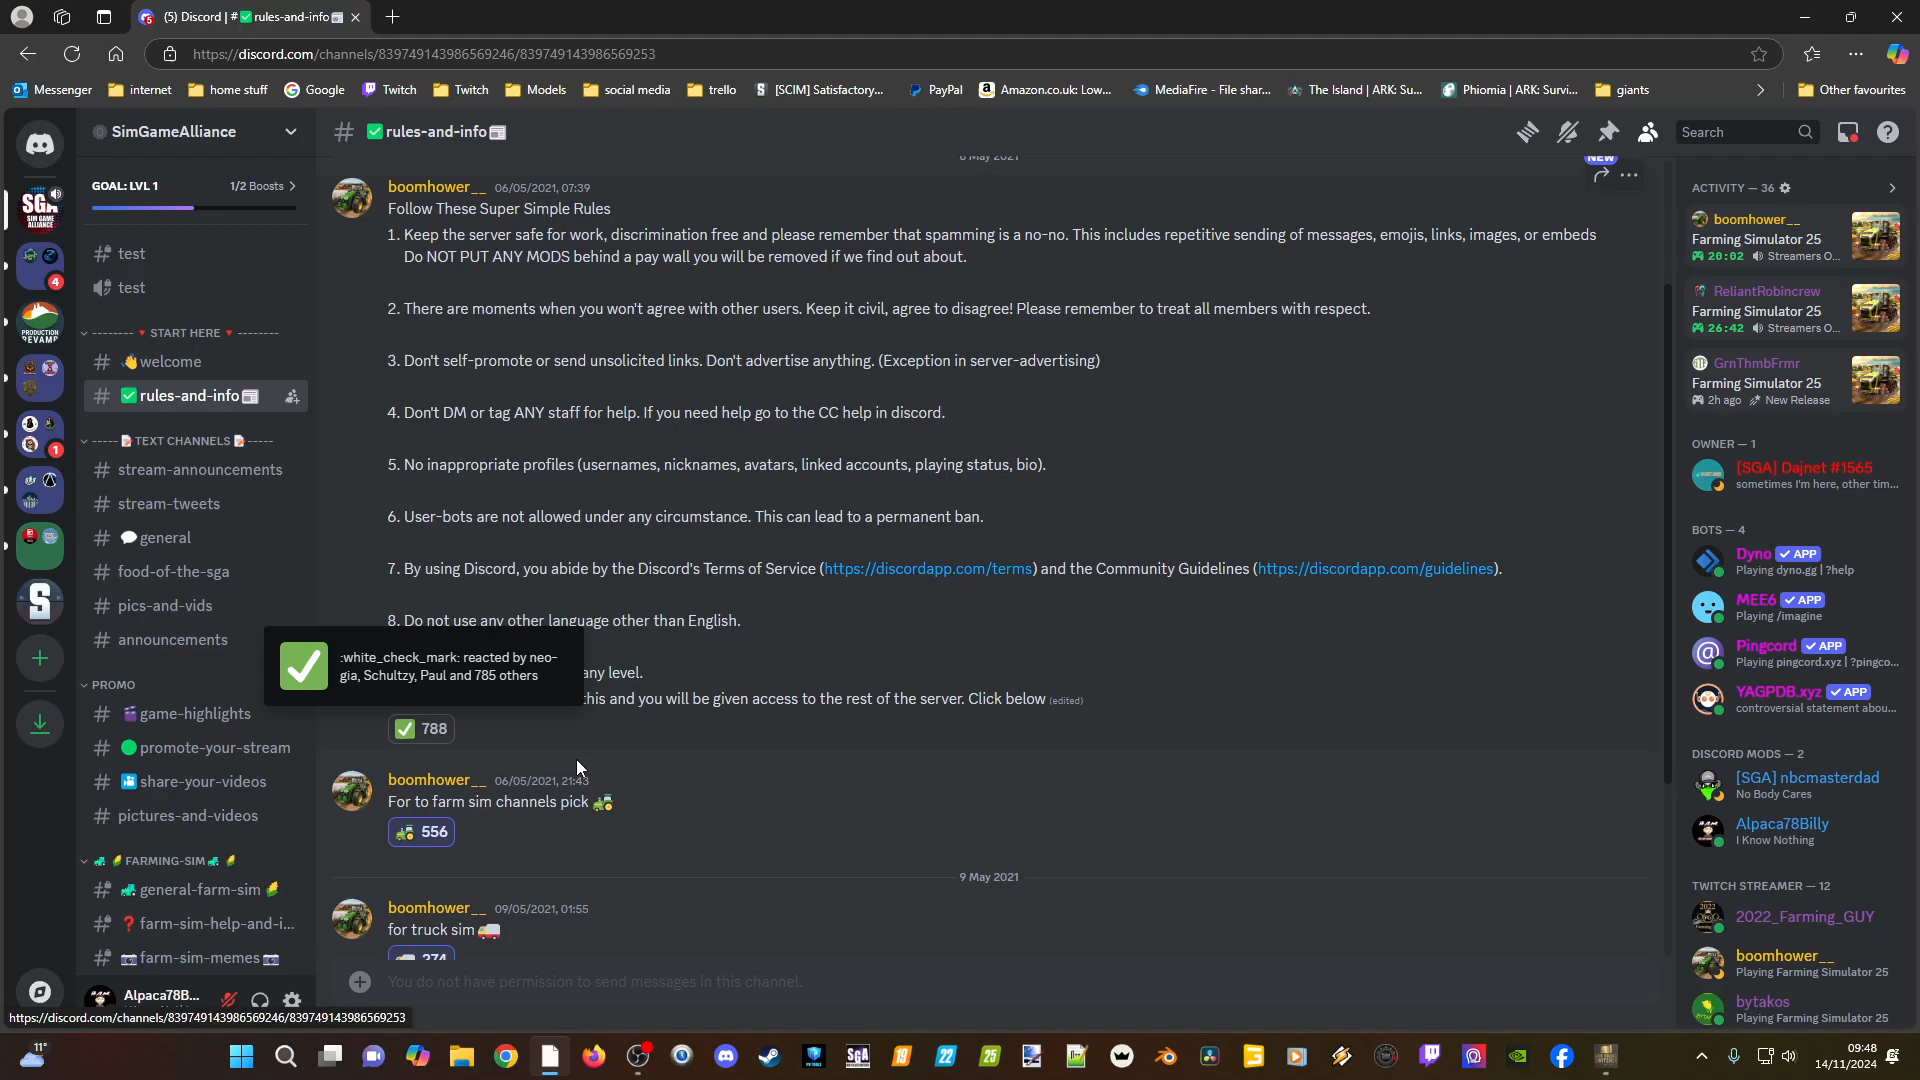 (5) Discord | #✅rules-and-info📰
https://discord.com/channels/839749143986569246/839749143986569253
Messenger internet home stuff Google Twitch Twitch Models social media trello [SCIM] Satisfactory... PayPal Amazon.co.uk: Low... MediaFire - File shar... The Island | ARK: Su... Phiomia | ARK: Survi... giants Other favourites
SimGameAlliance
GOAL: LVL 1 1/2 Boosts
test
test
-------- 🔻 START HERE 🔻 --------
👋welcome
✅rules-and-info📰
----- 📝TEXT CHANNELS📝-----
stream-announcements
stream-tweets
💬general
food-of-the-sga
pics-and-vids
announcements
PROMO
🎬game-highlights
🟢promote-your-stream
share-your-videos
pictures-and-videos
🚜 🌽FARMING-SIM🚜 🌽
🚜general-farm-sim🌽
❓farm-sim-help-and-i...
📷farm-sim-memes📷
Alpaca78B...
https://discord.com/channels/839749143986569246/839749143986569253
SGA
SIM GAME
ALLIANCE
4
PRODUCTION
REVAMP
1
✅rules-and-info📰
Search
NEW
boomhower__ 06/05/2021, 07:39
Follow These Super Simple Rules
1. Keep the server safe for work, discrimination free and please remember that spamming is a no-no. This includes repetitive sending of messages, emojis, links, images, or embeds
Do NOT PUT ANY MODS behind a pay wall you will be removed if we find out about.
2. There are moments when you won't agree with other users. Keep it civil, agree to disagree! Please remember to treat all members with respect.
3. Don't self-promote or send unsolicited links. Don't advertise anything. (Exception in server-advertising)
4. Don't DM or tag ANY staff for help. If you need help go to the CC help in discord.
5. No inappropriate profiles (usernames, nicknames, avatars, linked accounts, playing status, bio).
6. User-bots are not allowed under any circumstance. This can lead to a permanent ban.
7. By using Discord, you abide by the Discord's Terms of Service (https://discordapp.com/terms) and the Community Guidelines (https://discordapp.com/guidelines).
8. Do not use any other language other than English.
any level.
this and you will be given access to the rest of the server. Click below (edited)
:white_check_mark: reacted by neo-
gia, Schultzy, Paul and 785 others
✅ 788
boomhower__ 06/05/2021, 21:43
For to farm sim channels pick 🚜
🚜 556
9 May 2021
boomhower__ 09/05/2021, 01:55
for truck sim 🚚
274
You do not have permission to send messages in this channel.
ACTIVITY — 36
boomhower__
Farming Simulator 25
20:02 Streamers O...
ReliantRobincrew
Farming Simulator 25
26:42 Streamers O...
GrnThmbFrmr
Farming Simulator 25
2h ago New Release
OWNER — 1
[SGA] Dajnet #1565
sometimes I'm here, other tim...
BOTS — 4
Dyno ✓ APP
Playing dyno.gg | ?help
MEE6 ✓ APP
Playing /imagine
Pingcord ✓ APP
Playing pingcord.xyz | ?pingco...
YAGPDB.xyz ✓ APP
controversial statement abou...
DISCORD MODS — 2
[SGA] nbcmasterdad
No Body Cares
Alpaca78Billy
I Know Nothing
TWITCH STREAMER — 12
2022_Farming_GUY
boomhower__
Playing Farming Simulator 25
bytakos
Playing Farming Simulator 25
11°
SGA
19
22
25
09:48
14/11/2024